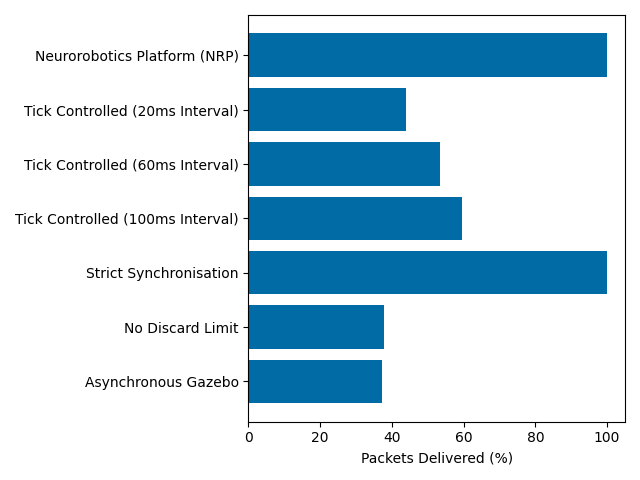 Neurorobotics Platform (NRP)
Tick Controlled (20ms Interval)
Tick Controlled (60ms Interval)
Tick Controlled (100ms Interval)
Strict Synchronisation
No Discard Limit
Asynchronous Gazebo
0 20 40 60 80 100
Packets Delivered (%)